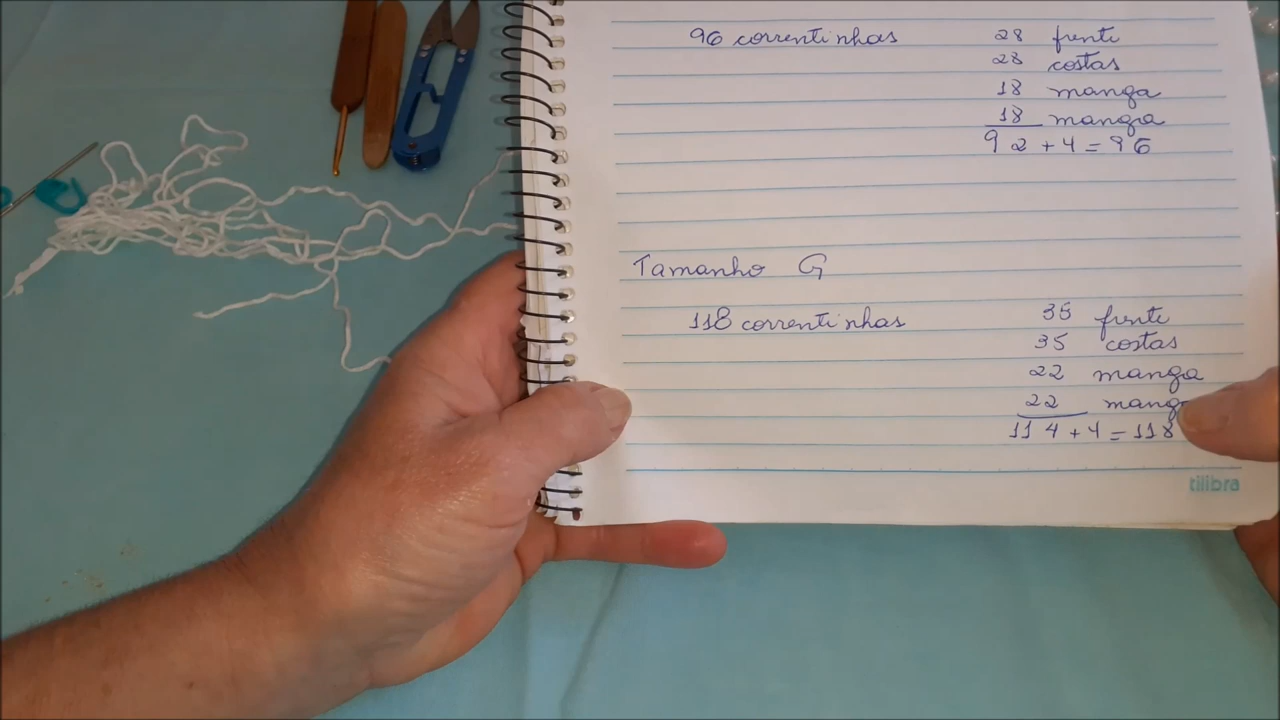 96 correntinhas 28 frente
28 costas
18 manga
18 manga
92 + 4 = 96
Tamanho G
118 correntinhas 35 frente
35 costas
22 manga
22 manga
114 + 4 = 118
tilibra